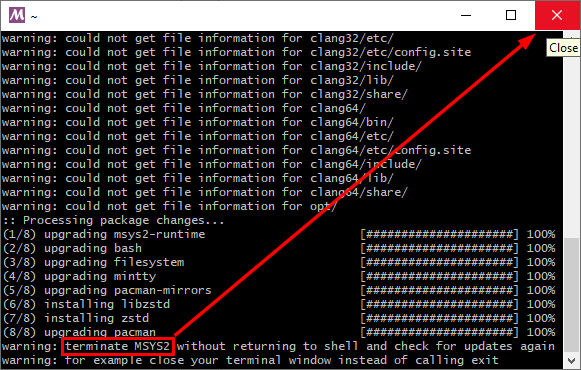 M ~
Close
warning: could not get file information for clang32/etc/
warning: could not get file information for clang32/etc/config.site
warning: could not get file information for clang32/include/
warning: could not get file information for clang32/lib/
warning: could not get file information for clang32/share/
warning: could not get file information for clang64/
warning: could not get file information for clang64/bin/
warning: could not get file information for clang64/etc/
warning: could not get file information for clang64/etc/config.site
warning: could not get file information for clang64/include/
warning: could not get file information for clang64/lib/
warning: could not get file information for clang64/share/
warning: could not get file information for opt/
:: Processing package changes...
(1/8) upgrading msys2-runtime [#####################] 100%
(2/8) upgrading bash [#####################] 100%
(3/8) upgrading filesystem [#####################] 100%
(4/8) upgrading mintty [#####################] 100%
(5/8) upgrading pacman-mirrors [#####################] 100%
(6/8) installing libzstd [#####################] 100%
(7/8) installing zstd [#####################] 100%
(8/8) upgrading pacman [#####################] 100%
warning: terminate MSYS2 without returning to shell and check for updates again
warning: for example close your terminal window instead of calling exit